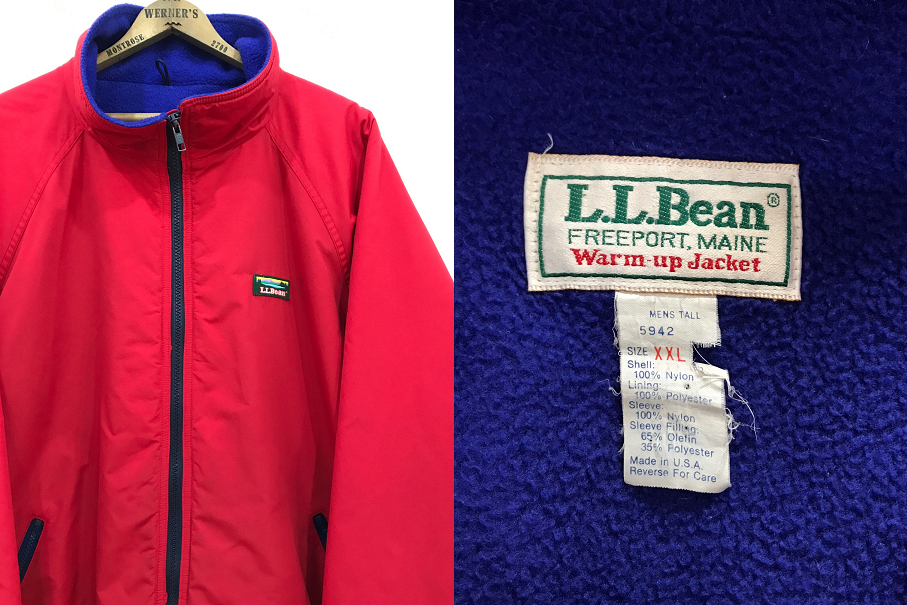 WERNER'S
MONTROSE 2700
L.L.Bean®
L.L.Bean®
FREEPORT, MAINE
Warm-up Jacket
MENS TALL
5942
SIZE XXL
Shell:
100% Nylon
Lining:
100% Polyester
Sleeve:
100% Nylon
Sleeve Filling:
65% Olefin
35% Polyester
Made in U.S.A.
Reverse For Care